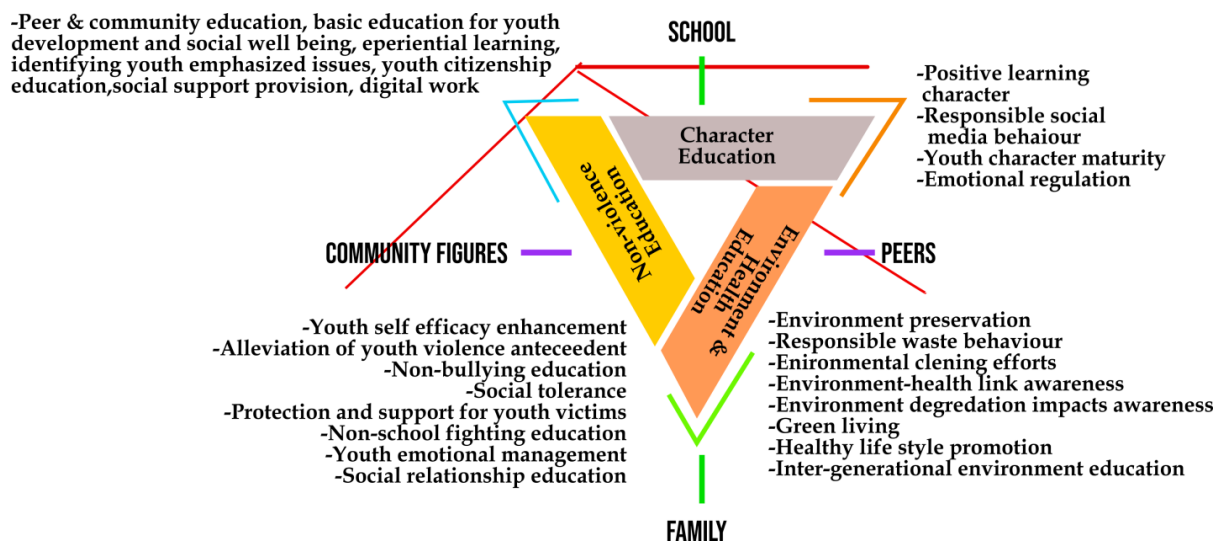 -Peer & community education, basic education for youth
development and social well being, eperiential learning,
identifying youth emphasized issues, youth citizenship
education,social support provision, digital work
SCHOOL
-Positive learning
character
-Responsible social
media behaiour
-Youth character maturity
-Emotional regulation
Character
Education
Non-violence
Education
Environment &
Health
Education
COMMUNITY FIGURES
PEERS
-Youth self efficacy enhancement
-Alleviation of youth violence anteceedent
-Non-bullying education
-Social tolerance
-Protection and support for youth victims
-Non-school fighting education
-Youth emotional management
-Social relationship education
-Environment preservation
-Responsible waste behaviour
-Enironmental clening efforts
-Environment-health link awareness
-Environment degredation impacts awareness
-Green living
-Healthy life style promotion
-Inter-generational environment education
FAMILY